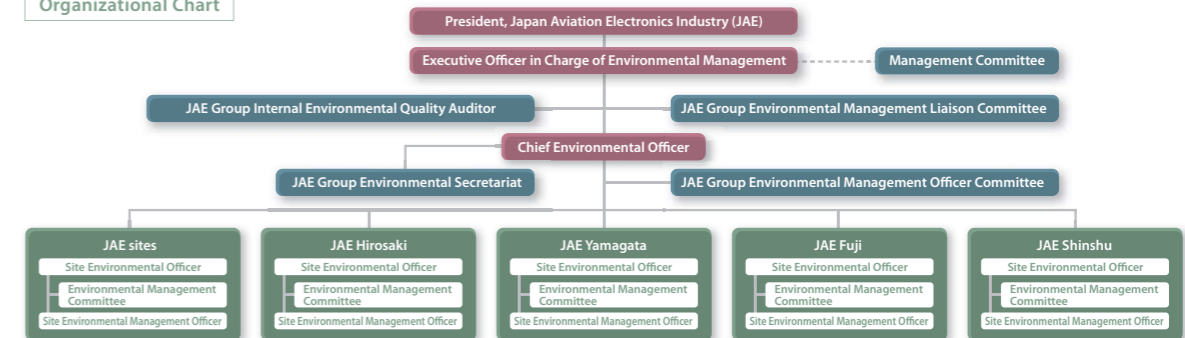 Organizational Chart
President, Japan Aviation Electronics Industry (JAE)
Executive Officer in Charge of Environmental Management
Management Committee
JAE Group Internal Environmental Quality Auditor
JAE Group Environmental Management Liaison Committee
Chief Environmental Officer
JAE Group Environmental Secretariat
JAE Group Environmental Management Officer Committee
JAE sites
Site Environmental Officer
Environmental Management
Committee
Site Environmental Management Officer
JAE Hirosaki
Site Environmental Officer
Environmental Management
Committee
Site Environmental Management Officer
JAE Yamagata
Site Environmental Officer
Environmental Management
Committee
Site Environmental Management Officer
JAE Fuji
Site Environmental Officer
Environmental Management
Committee
Site Environmental Management Officer
JAE Shinshu
Site Environmental Officer
Environmental Management
Committee
Site Environmental Management Officer